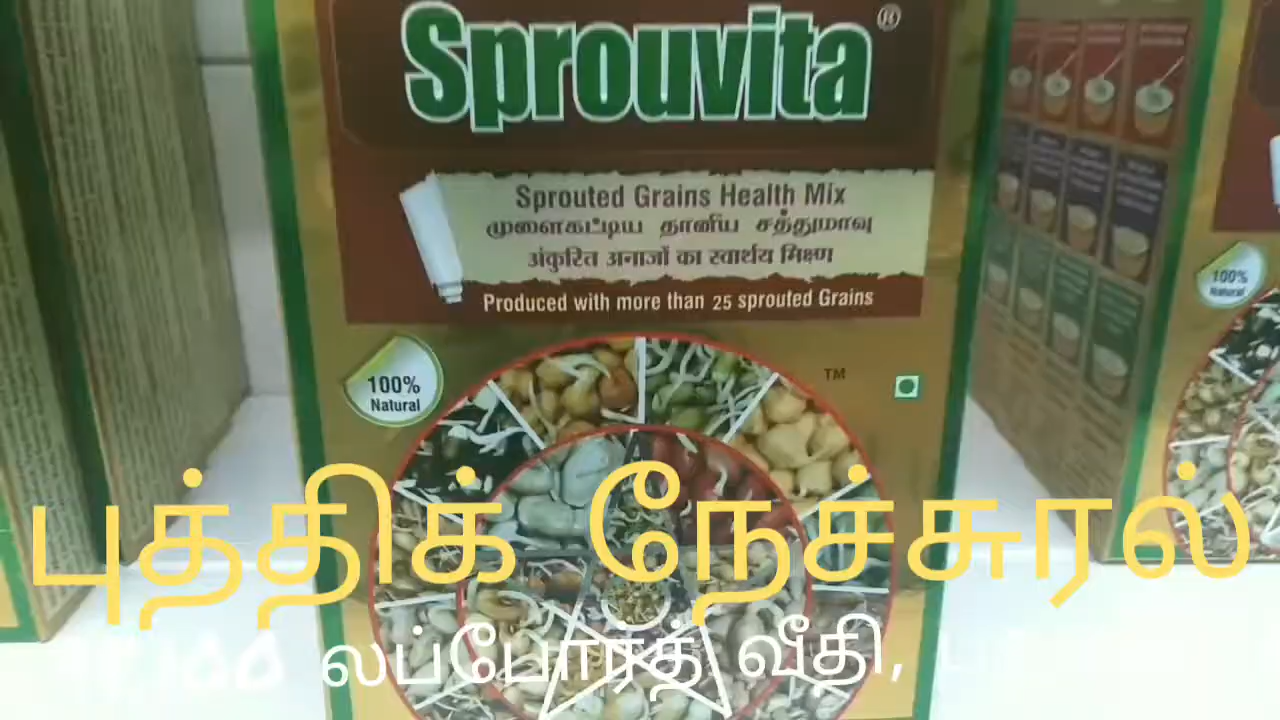 Sprouvita®
Sprouted Grains Health Mix
முளைகட்டிய தானிய சத்துமாவு
अंकुरित अनाजों का स्वार्थय मिक्ष्ण
Produced with more than 25 sprouted Grains
100%
Natural
TM
100%
Natural
புத்திக் நேச்சுரல்
லப்போர்த் வீதி,